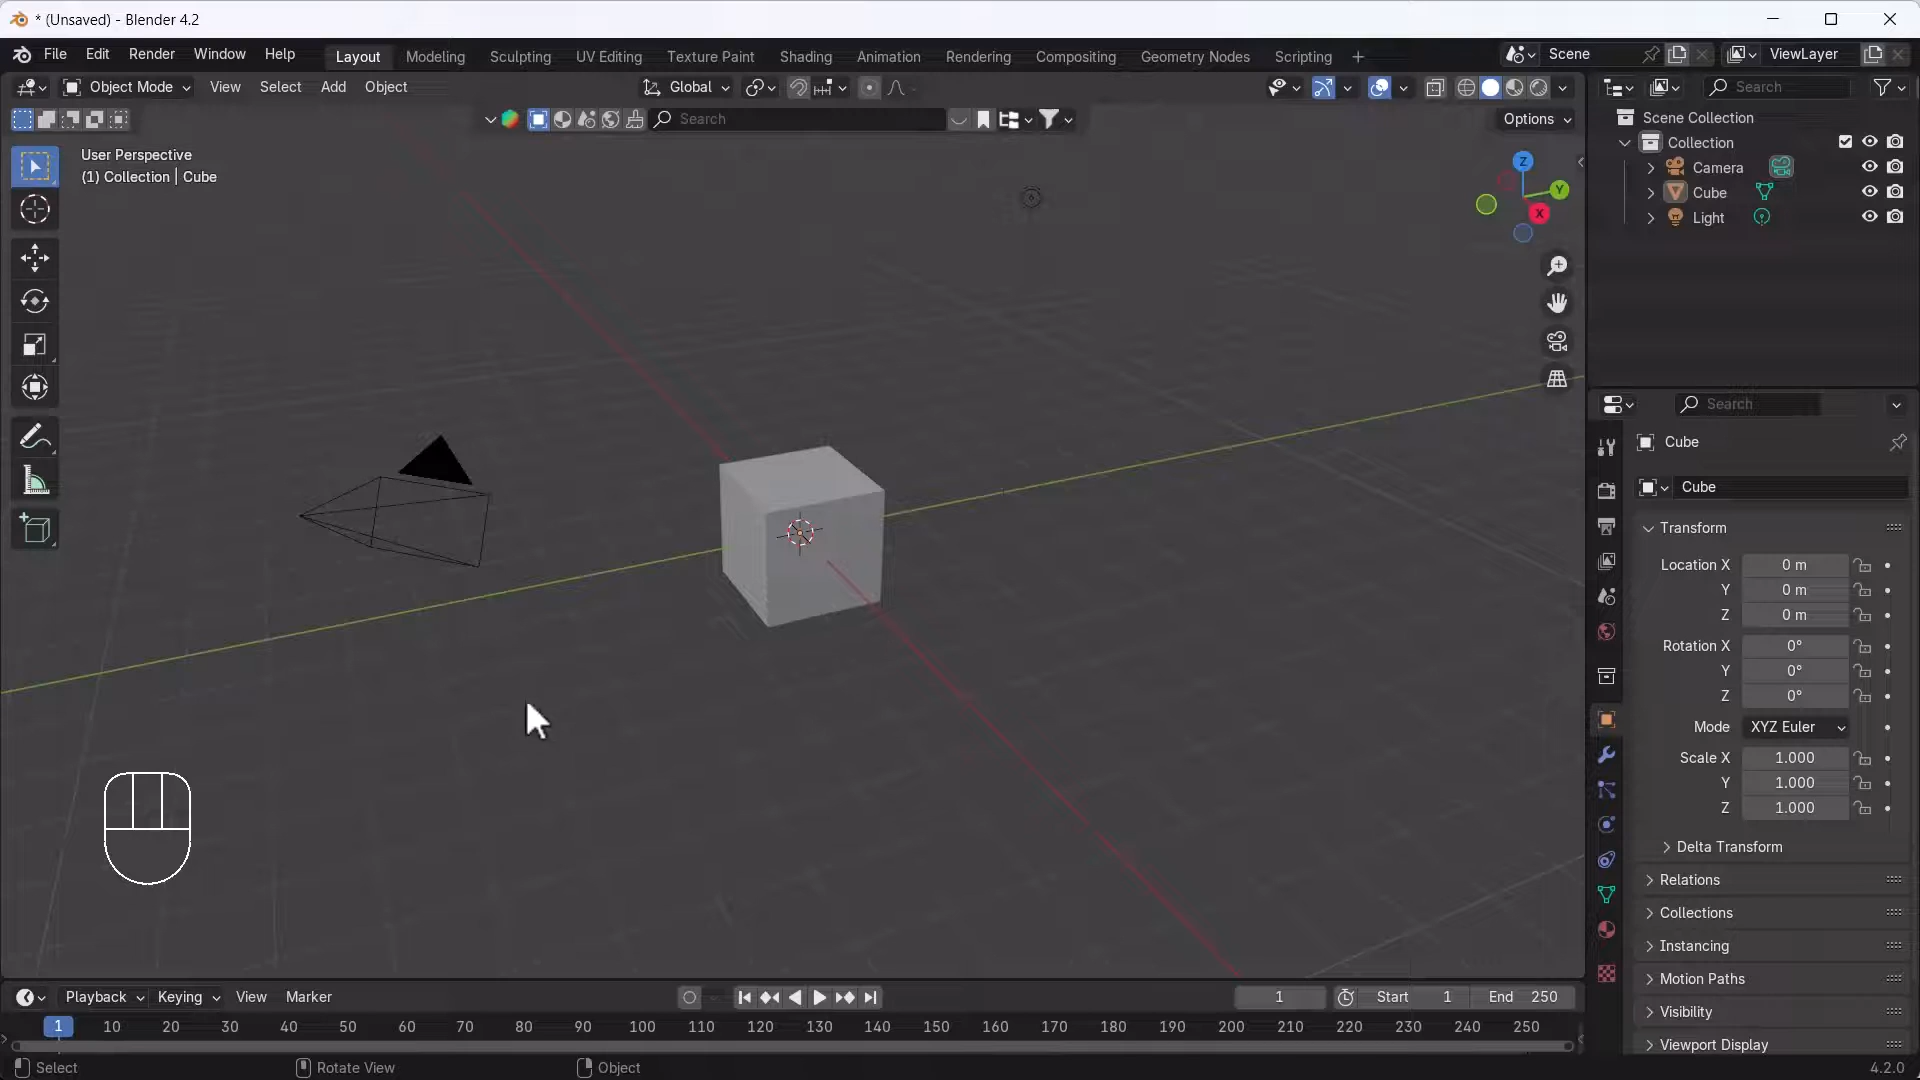 * (Unsaved) - Blender 4.2
File Edit Render Window Help Layout Modeling Sculpting UV Editing Texture Paint Shading Animation Rendering Compositing Geometry Nodes Scripting + Scene ViewLayer
Object Mode View Select Add Object Global Search
Search Options
User Perspective
(1) Collection | Cube
Z
Y
X
Scene Collection
Collection
Camera
Cube
Light
Search
Cube
Cube
Transform
Location X 0 m
Y 0 m
Z 0 m
Rotation X 0°
Y 0°
Z 0°
Mode XYZ Euler
Scale X 1.000
Y 1.000
Z 1.000
Delta Transform
Relations
Collections
Instancing
Motion Paths
Visibility
Viewport Display
Playback Keying View Marker 1 Start 1 End 250
1 10 20 30 40 50 60 70 80 90 100 110 120 130 140 150 160 170 180 190 200 210 220 230 240 250
Select Rotate View Object 4.2.0